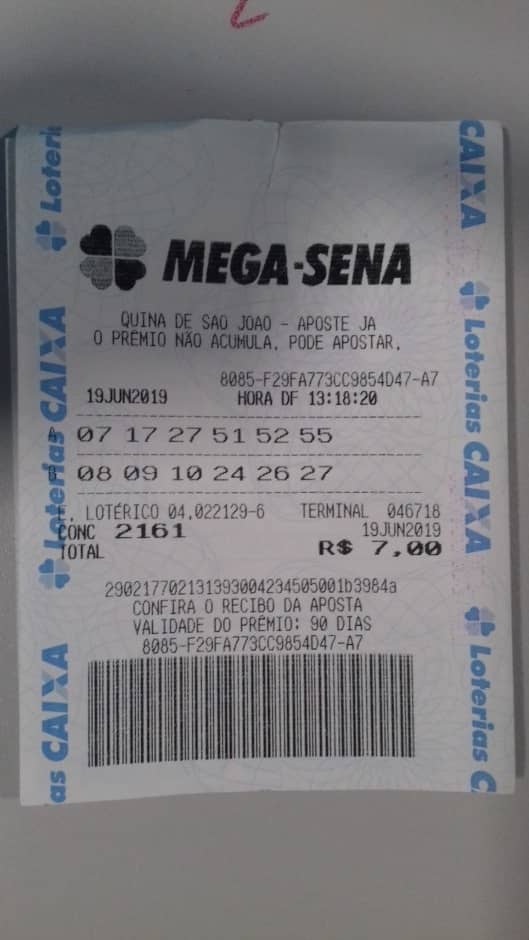 2
MEGA-SENA
QUINA DE SAO JOAO - APOSTE JA
O PRÊMIO NÃO ACUMULA, PODE APOSTAR,
8085-F29FA773CC9854D47-A7
19JUN2019 HORA DF 13:18:20
A 07 17 27 51 52 55
B 08 09 10 24 26 27
LOTÉRICO 04,022129-6 TERMINAL 046718
CONC 2161 19JUN2019
TOTAL R$ 7,00
290217702131393004234505001b3984a
CONFIRA O RECIBO DA APOSTA
VALIDADE DO PRÊMIO: 90 DIAS
8085-F29FA773CC9854D47-A7
Loterias CAIXA
as CAIXA
CAIXA
Loterias CAIXA
Loterias C